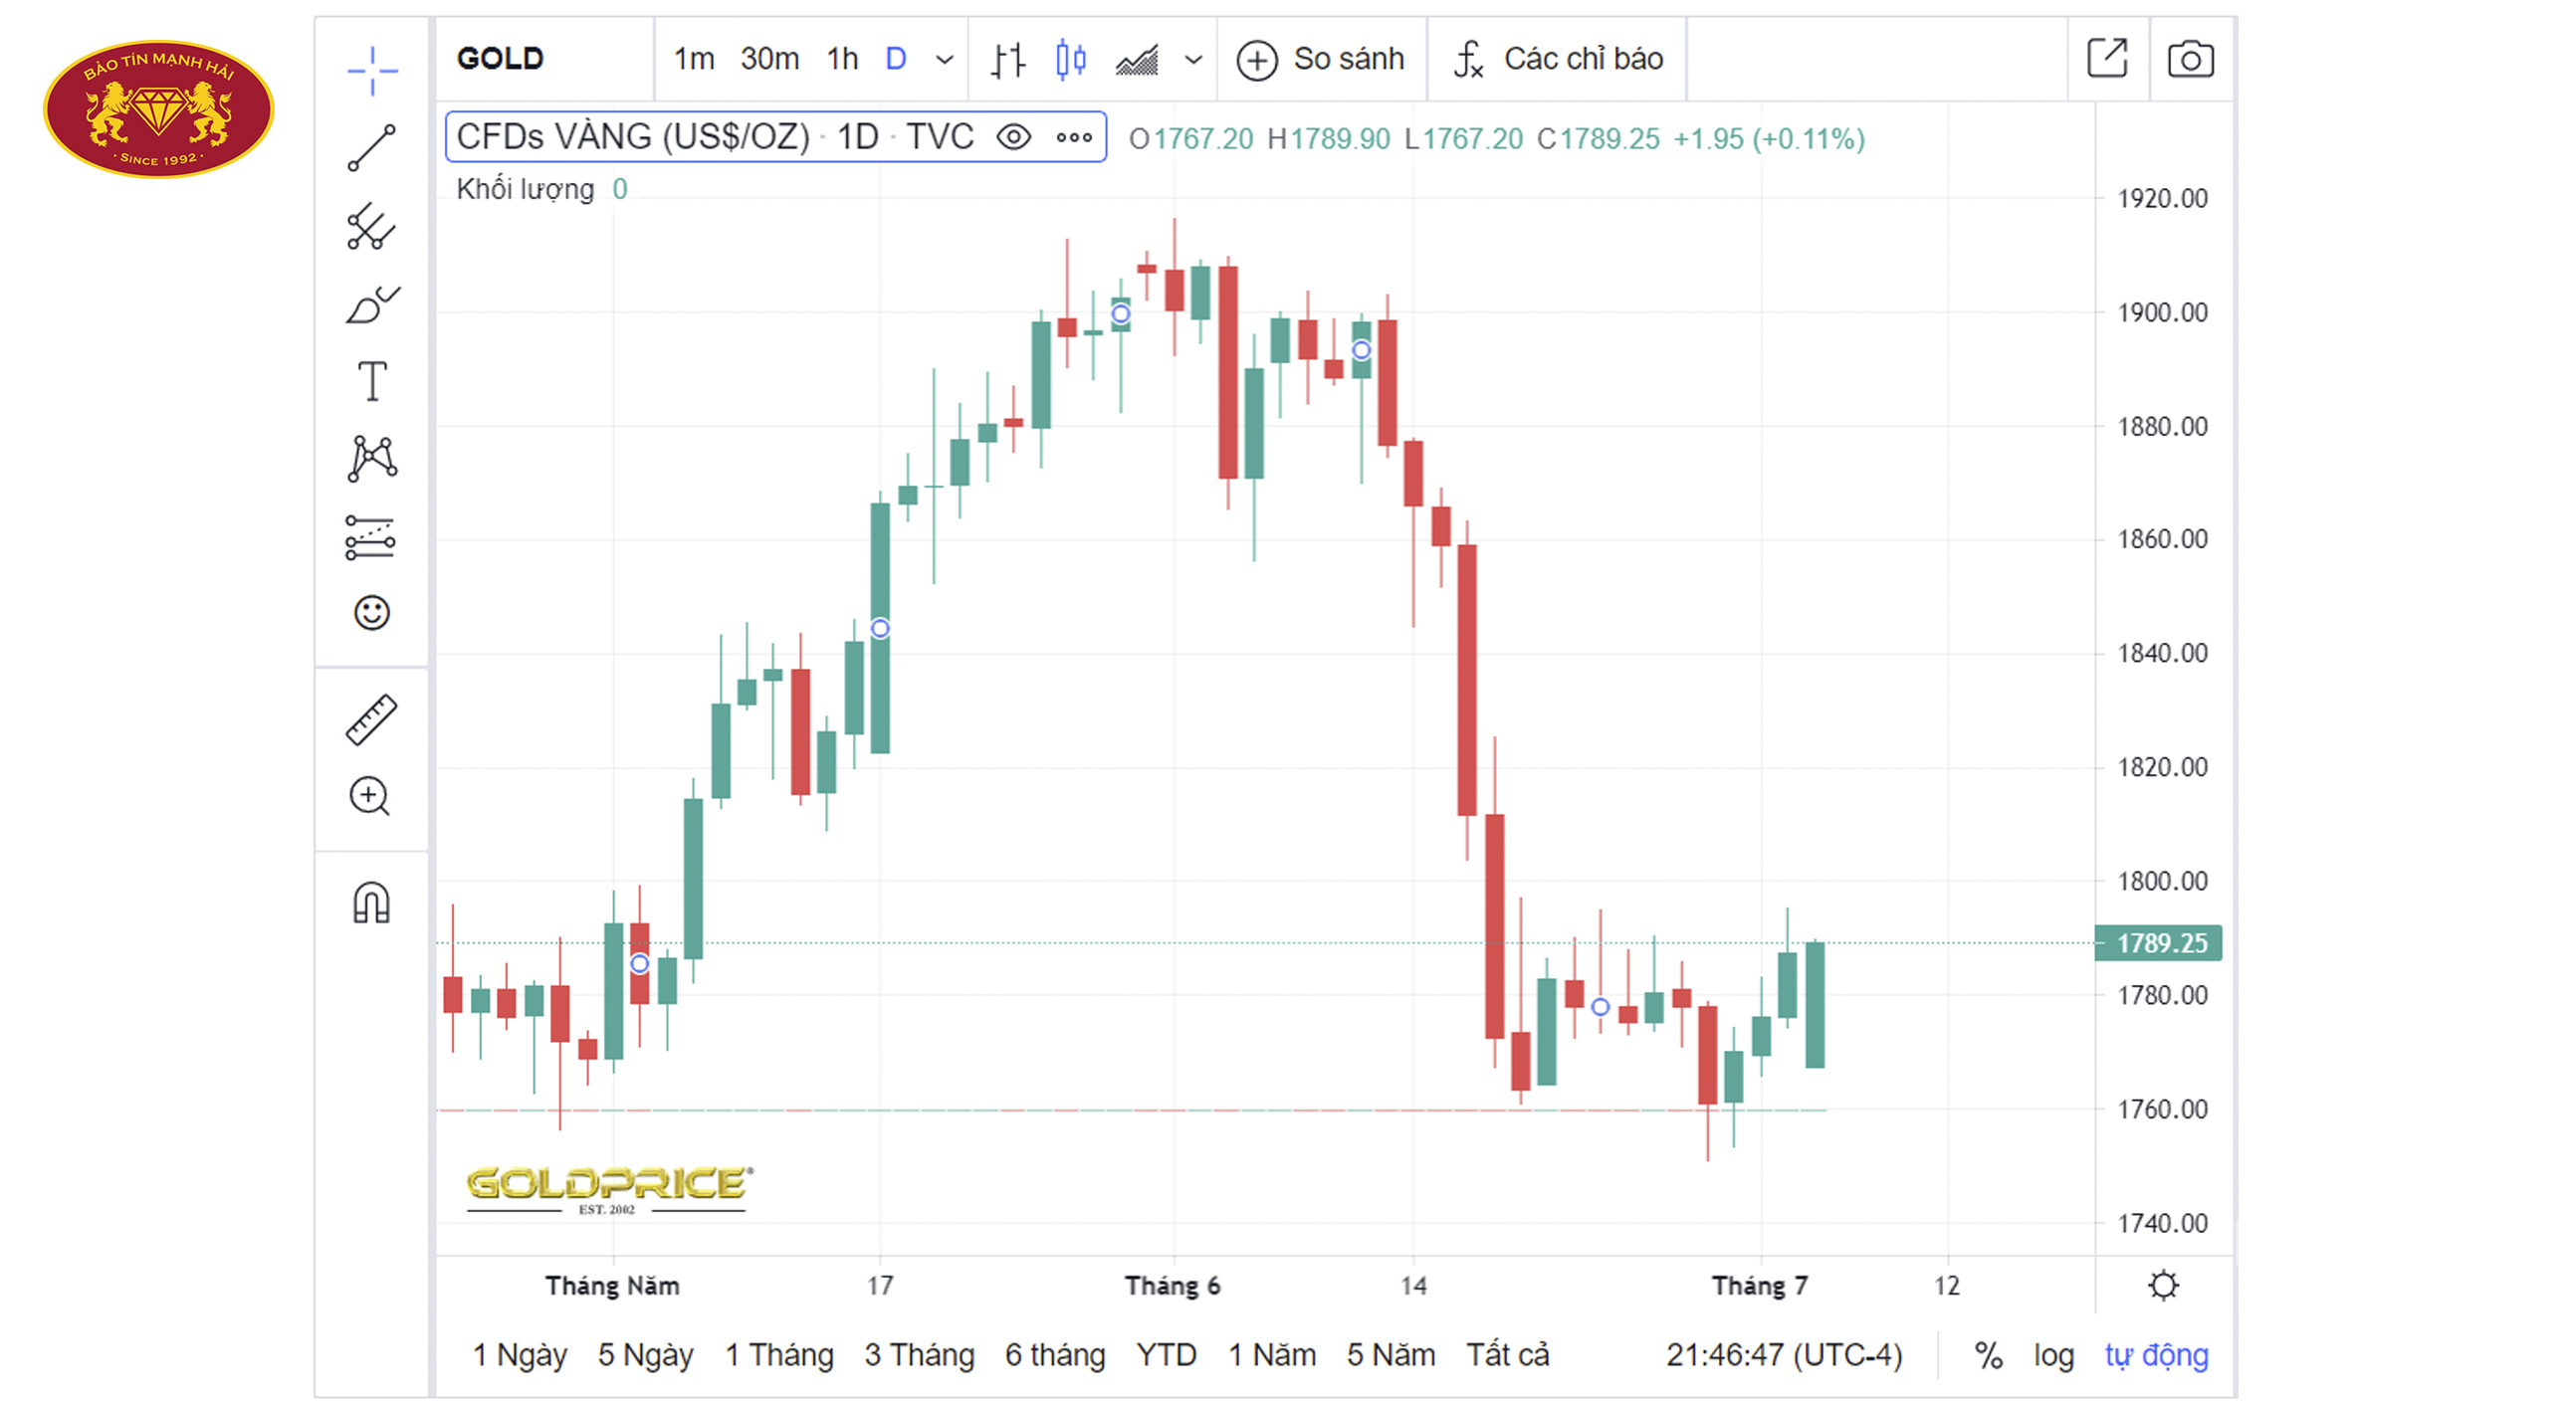 BẢO TÍN MẠNH HẢI
· SINCE 1992 ·
GOLD 1m 30m 1h D So sánh Các chỉ báo
CFDs VÀNG (US$/OZ) · 1D · TVC O1767.20 H1789.90 L1767.20 C1789.25 +1.95 (+0.11%)
Khối lượng 0
1920.00
1900.00
1880.00
1860.00
1840.00
1820.00
1800.00
1789.25
1780.00
1760.00
1740.00
GOLDPRICE®
EST. 2002
Tháng Năm 17 Tháng 6 14 Tháng 7 12
1 Ngày 5 Ngày 1 Tháng 3 Tháng 6 tháng YTD 1 Năm 5 Năm Tất cả 21:46:47 (UTC-4) % log tự động